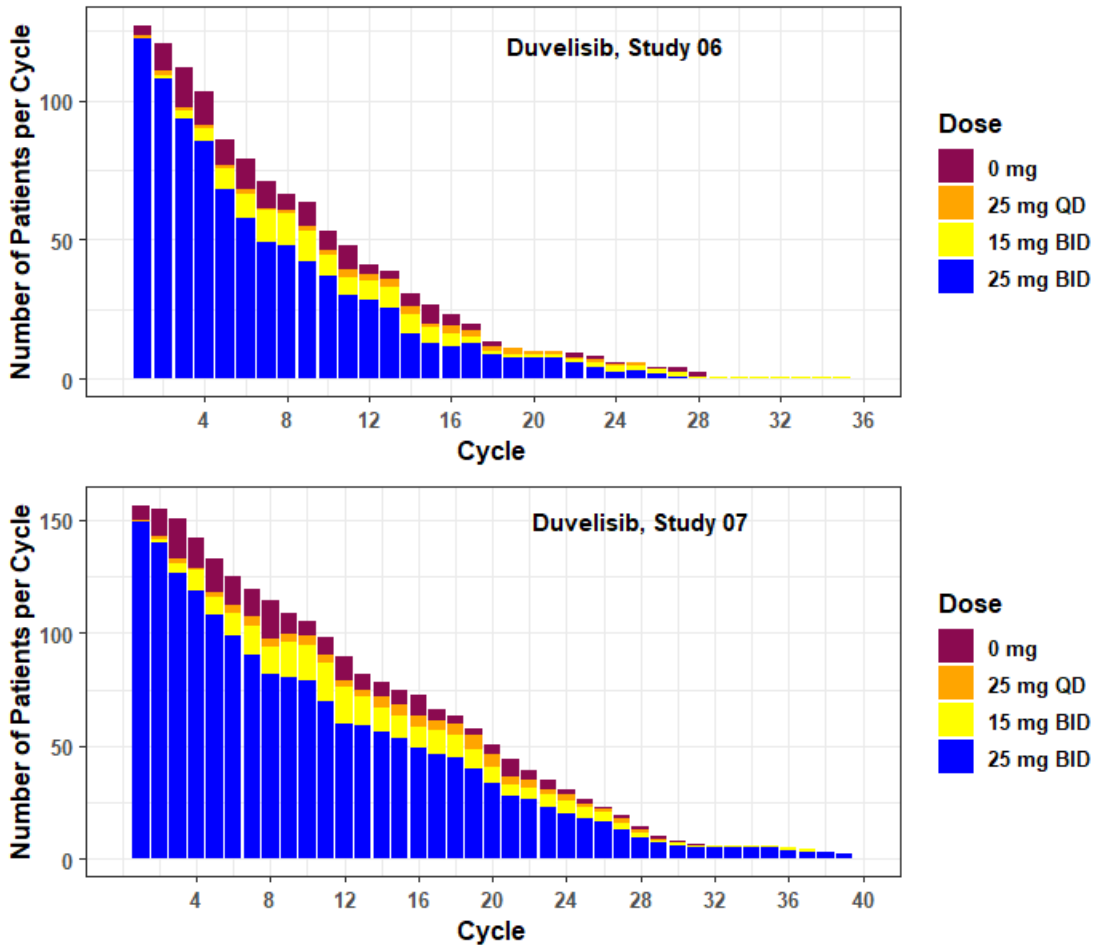 Duvelisib, Study 06
Number of Patients per Cycle
100
50
0
4 8 12 16 20 24 28 32 36
Cycle
Dose
0 mg
25 mg QD
15 mg BID
25 mg BID
Duvelisib, Study 07
Number of Patients per Cycle
150
100
50
0
4 8 12 16 20 24 28 32 36 40
Cycle
Dose
0 mg
25 mg QD
15 mg BID
25 mg BID